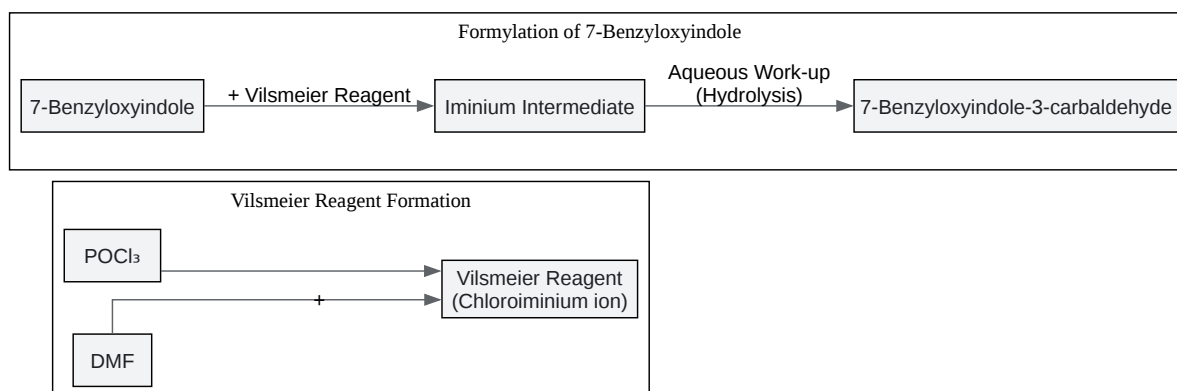 Formylation of 7-Benzyloxyindole
7-Benzyloxyindole
+ Vilsmeier Reagent
Iminium Intermediate
Aqueous Work-up
(Hydrolysis)
7-Benzyloxyindole-3-carbaldehyde
Vilsmeier Reagent Formation
POCl₃
+
Vilsmeier Reagent
(Chloroiminium ion)
DMF